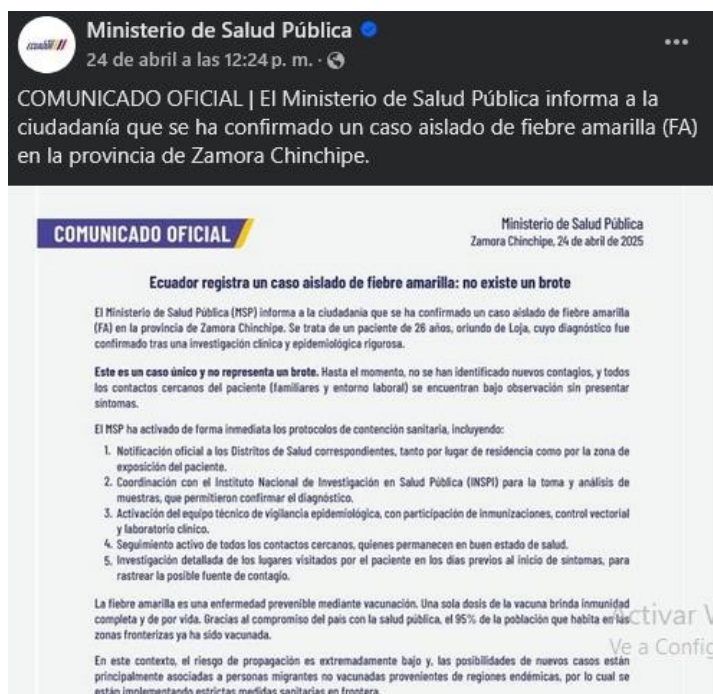 Ministerio de Salud Pública
24 de abril a las 12:24 p. m. ·
COMUNICADO OFICIAL | El Ministerio de Salud Pública informa a la
ciudadanía que se ha confirmado un caso aislado de fiebre amarilla (FA)
en la provincia de Zamora Chinchipe.
COMUNICADO OFICIAL
Ministerio de Salud Pública
Zamora Chinchipe, 24 de abril de 2025
Ecuador registra un caso aislado de fiebre amarilla: no existe un brote
El Ministerio de Salud Pública (MSP) informa a la ciudadanía que se ha confirmado un caso aislado de fiebre amarilla
(FA) en la provincia de Zamora Chinchipe. Se trata de un paciente de 26 años, oriundo de Loja, cuyo diagnóstico fue
confirmado tras una investigación clínica y epidemiológica rigurosa.
Este es un caso único y no representa un brote. Hasta el momento, no se han identificado nuevos contagios, y todos
los contactos cercanos del paciente (familiares y entorno laboral) se encuentran bajo observación sin presentar
síntomas.
El MSP ha activado de forma inmediata los protocolos de contención sanitaria, incluyendo:
1. Notificación oficial a los Distritos de Salud correspondientes, tanto por lugar de residencia como por la zona de
exposición del paciente.
2. Coordinación con el Instituto Nacional de Investigación en Salud Pública (INSPI) para la toma y análisis de
muestras, que permitieron confirmar el diagnóstico.
3. Activación del equipo técnico de vigilancia epidemiológica, con participación de inmunizaciones, control vectorial
y laboratorio clínico.
4. Seguimiento activo de todos los contactos cercanos, quienes permanecen en buen estado de salud.
5. Investigación detallada de los lugares visitados por el paciente en los días previos al inicio de síntomas, para
rastrear la posible fuente de contagio.
La fiebre amarilla es una enfermedad prevenible mediante vacunación. Una sola dosis de la vacuna brinda inmunidad
completa y de por vida. Gracias al compromiso del país con la salud pública, el 95% de la población que habita en las
zonas fronterizas ya ha sido vacunada.
Activar V
Ve a Config
En este contexto, el riesgo de propagación es extremadamente bajo y, las posibilidades de nuevos casos están
principalmente asociadas a personas migrantes no vacunadas provenientes de regiones endémicas, por lo cual se
están implementando estrictas medidas sanitarias en frontera.